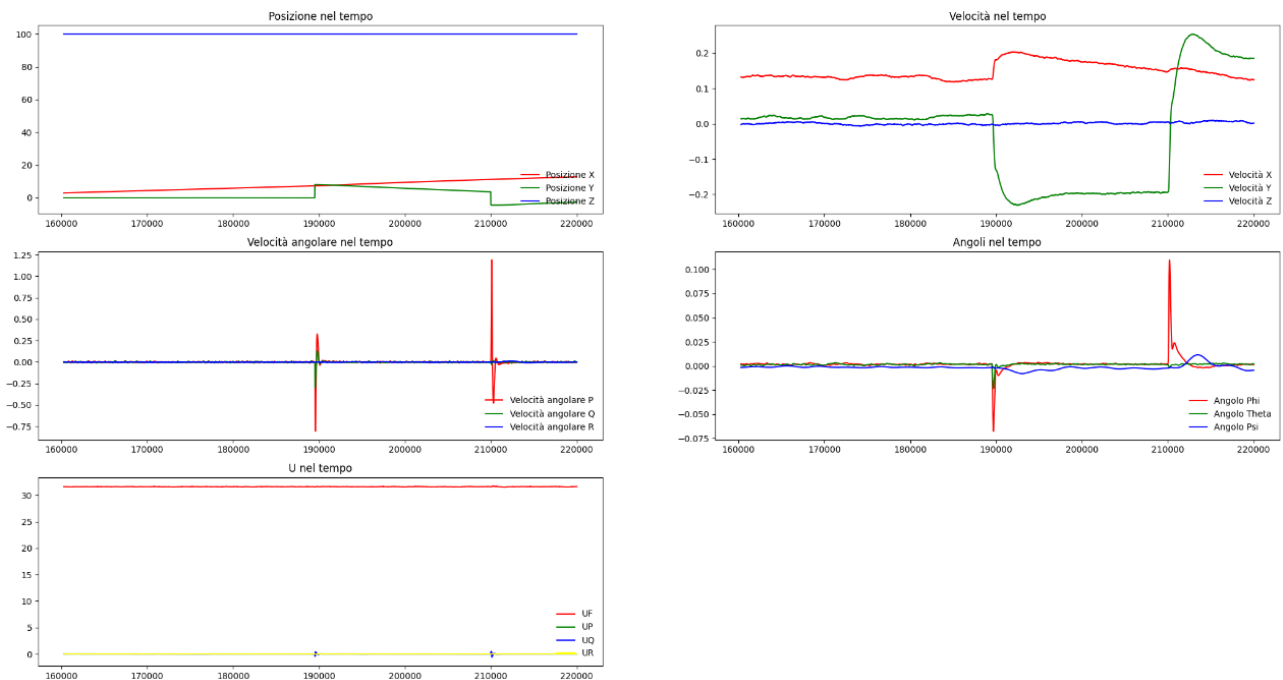 Posizione nel tempo
100
80
60
40
20
0
Posizione X
Posizione Y
Posizione Z
160000 170000 180000 190000 200000 210000 220000
Velocità nel tempo
0.2
0.1
0.0
−0.1
−0.2
Velocità X
Velocità Y
Velocità Z
160000 170000 180000 190000 200000 210000 220000
Velocità angolare nel tempo
1.25
1.00
0.75
0.50
0.25
0.00
−0.25
−0.50
−0.75
Velocità angolare P
Velocità angolare Q
Velocità angolare R
160000 170000 180000 190000 200000 210000 220000
Angoli nel tempo
0.100
0.075
0.050
0.025
0.000
−0.025
−0.050
−0.075
Angolo Phi
Angolo Theta
Angolo Psi
160000 170000 180000 190000 200000 210000 220000
U nel tempo
30
25
20
15
10
5
0
UF
UP
UQ
UR
160000 170000 180000 190000 200000 210000 220000